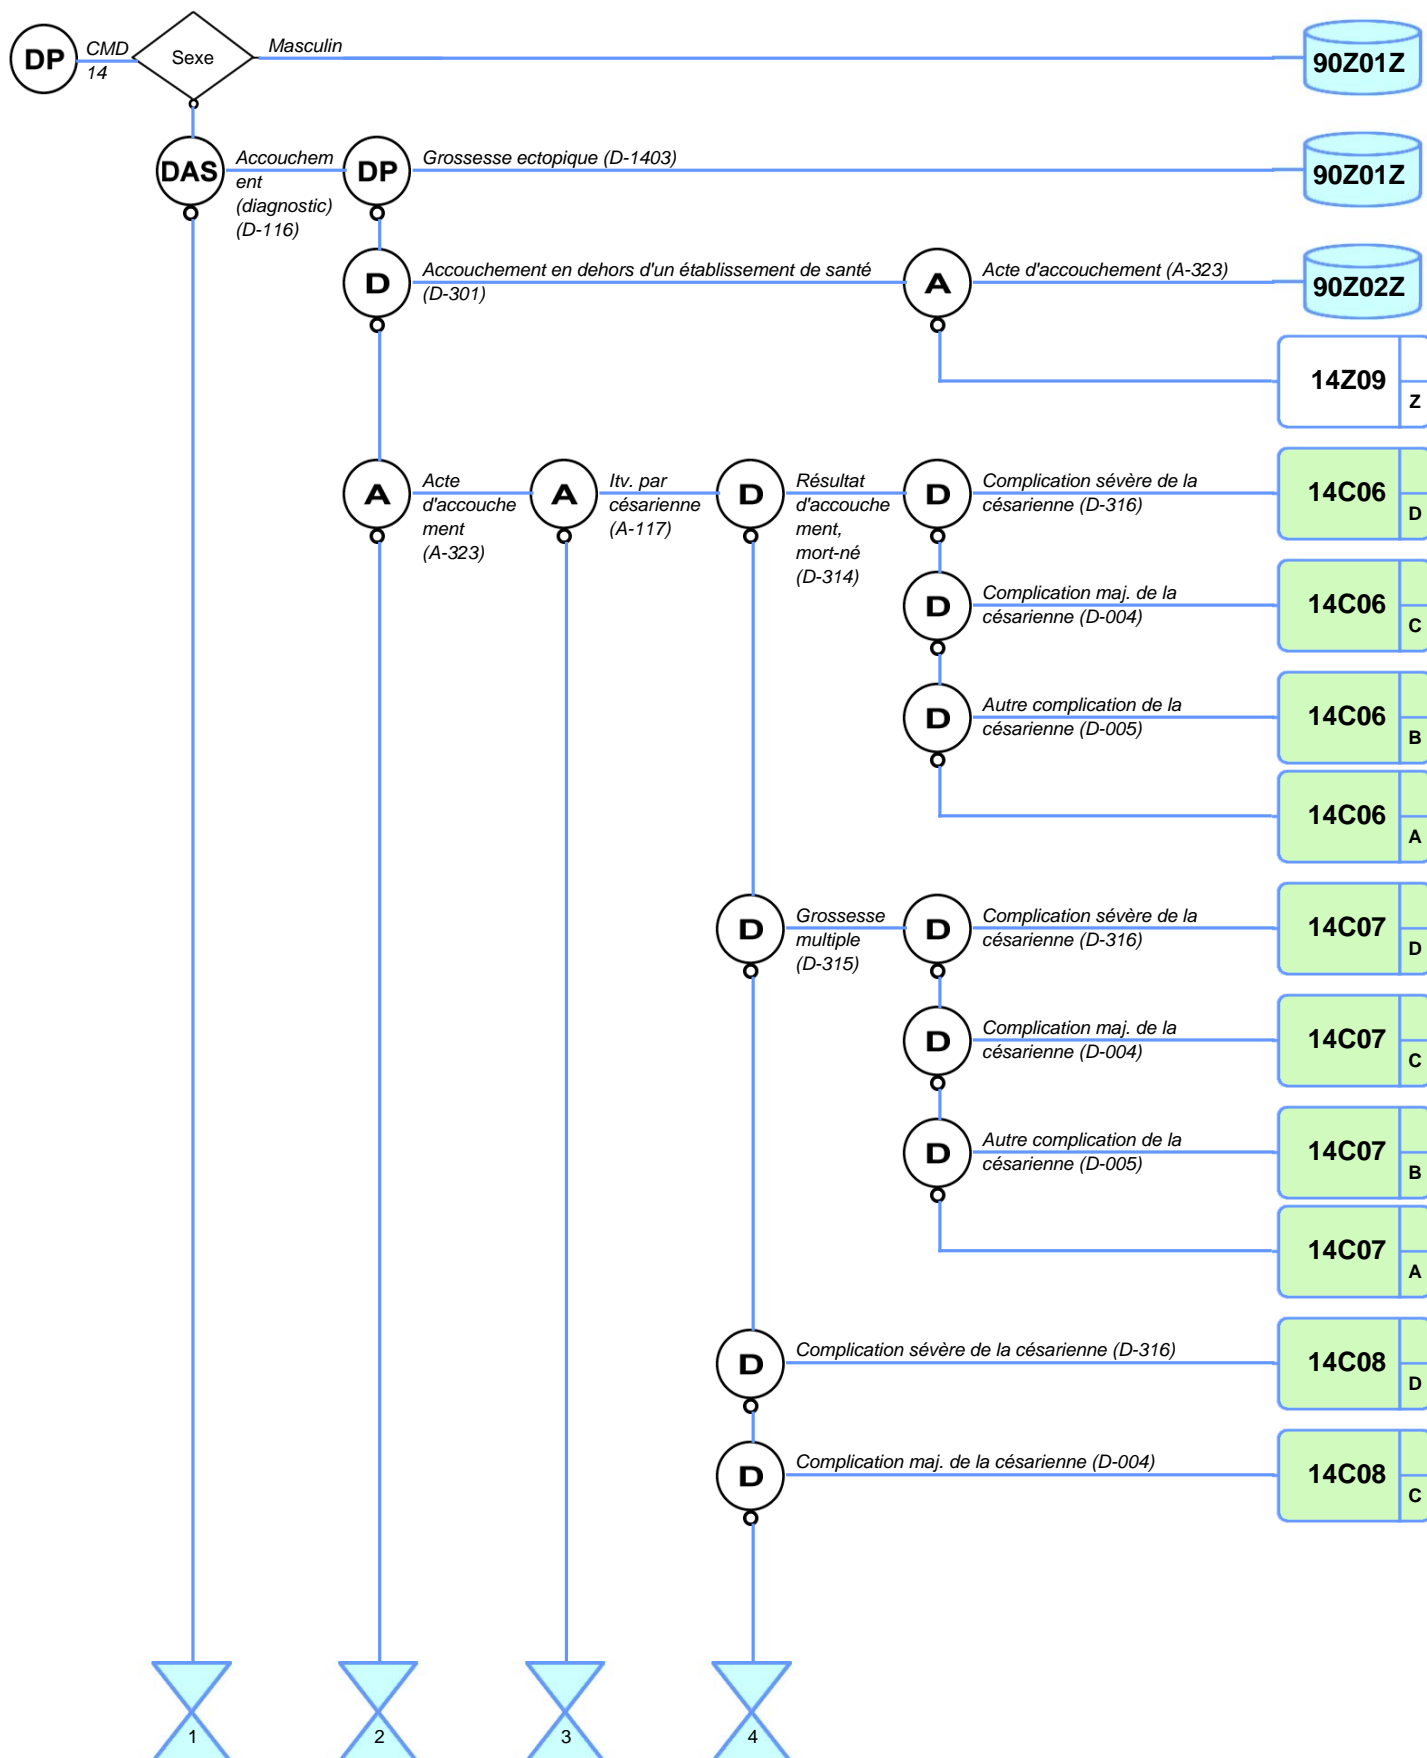 DP
CMD
14
Sexe
Masculin
90Z01Z
DAS
Accouchem
ent
(diagnostic)
(D-116)
DP
Grossesse ectopique (D-1403)
90Z01Z
D
Accouchement en dehors d'un établissement de santé
(D-301)
A
Acte d'accouchement (A-323)
90Z02Z
14Z09
Z
A
Acte
d'accouche
ment
(A-323)
A
Itv. par
césarienne
(A-117)
D
Résultat
d'accouche
ment,
mort-né
(D-314)
D
Complication sévère de la
césarienne (D-316)
14C06
D
D
Complication maj. de la
césarienne (D-004)
14C06
C
D
Autre complication de la
césarienne (D-005)
14C06
B
14C06
A
D
Grossesse
multiple
(D-315)
D
Complication sévère de la
césarienne (D-316)
14C07
D
D
Complication maj. de la
césarienne (D-004)
14C07
C
D
Autre complication de la
césarienne (D-005)
14C07
B
14C07
A
D
Complication sévère de la césarienne (D-316)
14C08
D
D
Complication maj. de la césarienne (D-004)
14C08
C
1
2
3
4